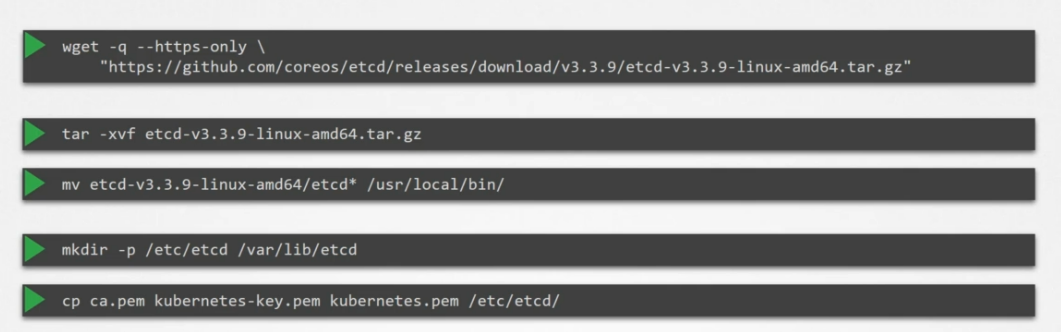 wget -q --https-only \
"https://github.com/coreos/etcd/releases/download/v3.3.9/etcd-v3.3.9-linux-amd64.tar.gz"
tar -xvf etcd-v3.3.9-linux-amd64.tar.gz
mv etcd-v3.3.9-linux-amd64/etcd* /usr/local/bin/
mkdir -p /etc/etcd /var/lib/etcd
cp ca.pem kubernetes-key.pem kubernetes.pem /etc/etcd/